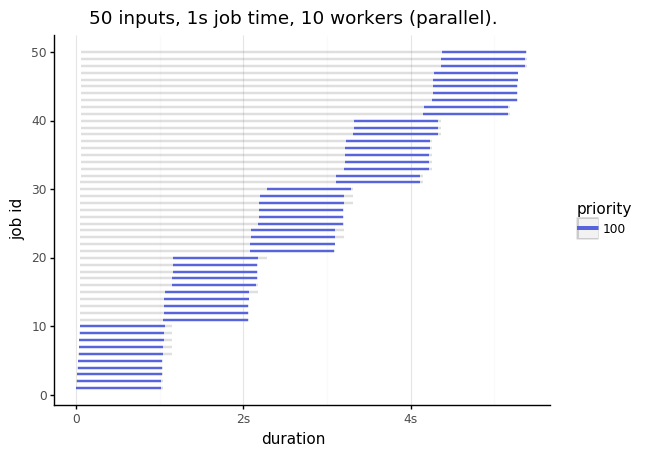 50 inputs, 1s job time, 10 workers (parallel).
50
40
30
20
10
0
job id
0
2s
4s
duration
priority
100